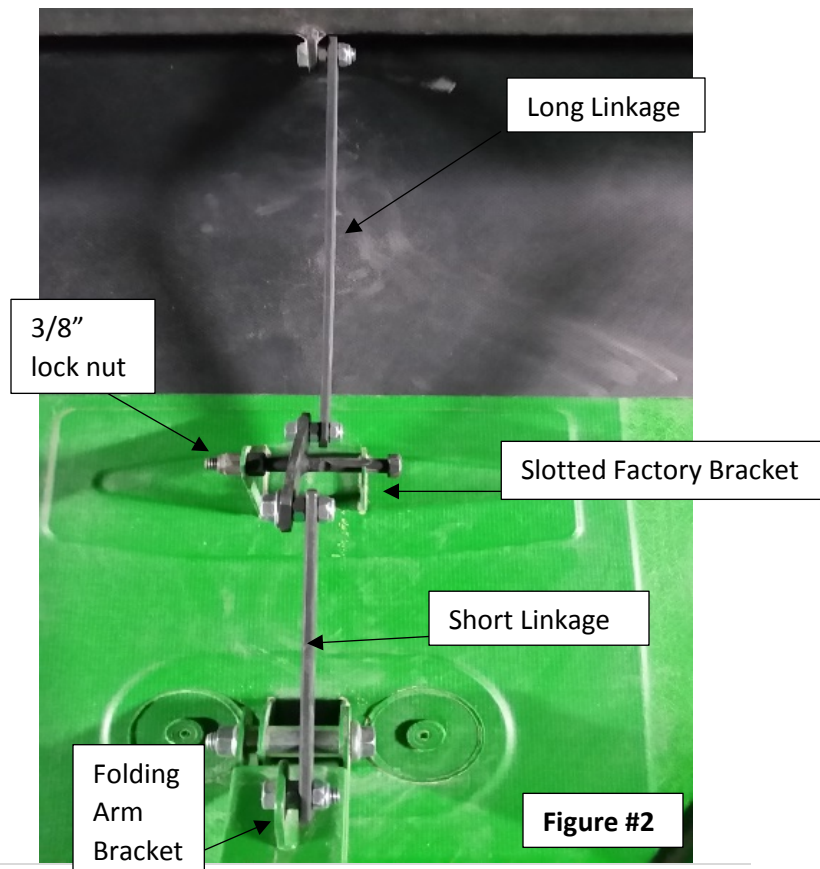 Long Linkage
3/8”
lock nut
Slotted Factory Bracket
Short Linkage
Folding
Arm
Bracket
Figure #2